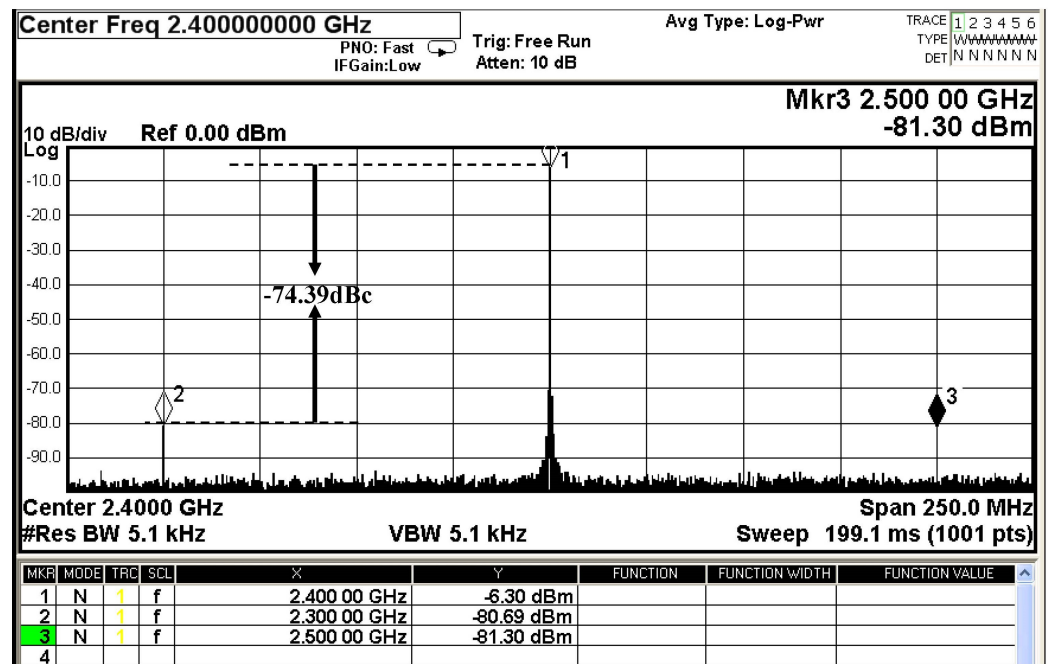 Center Freq 2.400000000 GHz
PNO: Fast
IFGain:Low
Trig: Free Run
Atten: 10 dB
Avg Type: Log-Pwr
TRACE 1 2 3 4 5 6
TYPE WWWWWW
DET N N N N N N
Mkr3 2.500 00 GHz
-81.30 dBm
10 dB/div Ref 0.00 dBm
Log
1
-10.0
-20.0
-30.0
-40.0
-74.39dBc
-50.0
-60.0
-70.0
2
3
-80.0
-90.0
Center 2.4000 GHz
Span 250.0 MHz
#Res BW 5.1 kHz
VBW 5.1 kHz
Sweep 199.1 ms (1001 pts)
MKR MODE TRC SCL X Y FUNCTION FUNCTION WIDTH FUNCTION VALUE
1 N 1 f 2.400 00 GHz -6.30 dBm
2 N 1 f 2.300 00 GHz -80.69 dBm
3 N 1 f 2.500 00 GHz -81.30 dBm
4